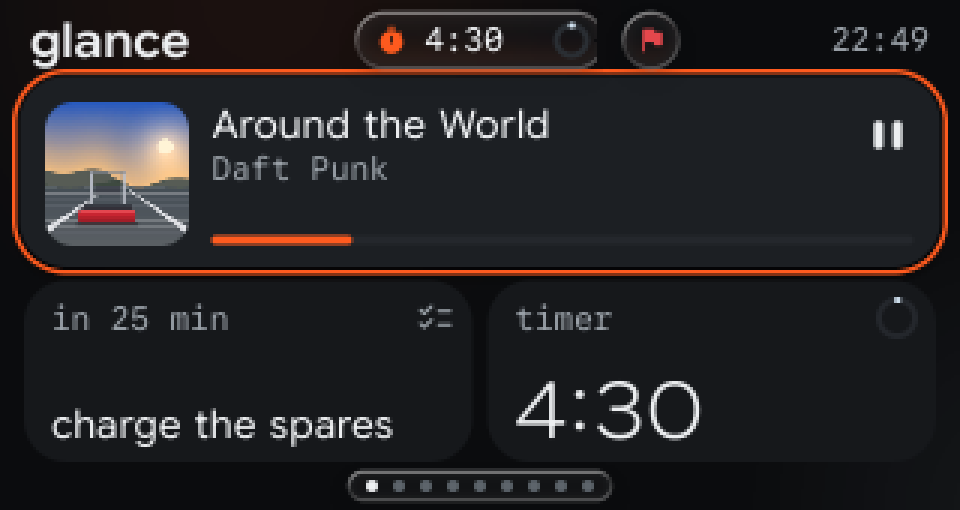 glance
4:30
22:49
Around the World
Daft Punk
in 25 min
charge the spares
timer
4:30